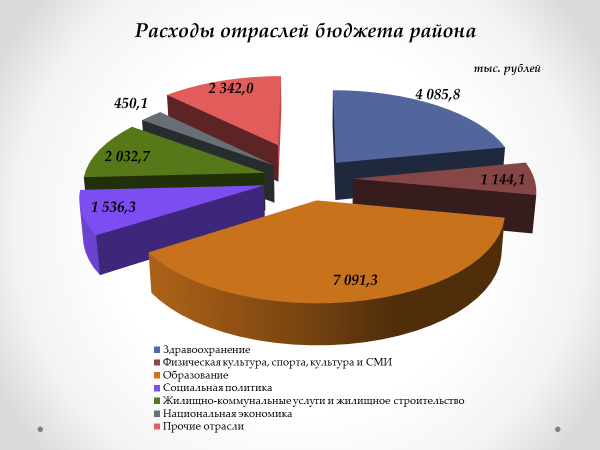 Расходы отраслей бюджета района
тыс. рублей
2 342,0
4 085,8
450,1
2 032,7
1 144,1
1 536,3
7 091,3
Здравоохранение
Физическая культура, спорта, культура и СМИ
Образование
Социальная политика
Жилищно-коммунальные услуги и жилищное строительство
Национальная экономика
Прочие отрасли